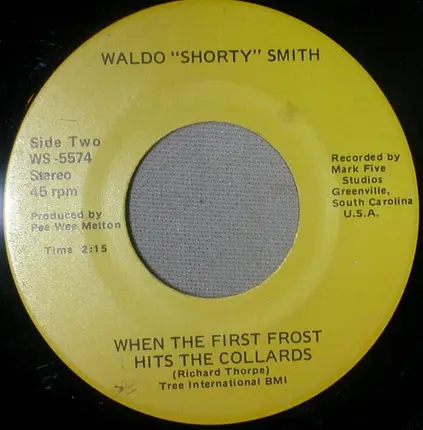 WALDO "SHORTY" SMITH
Side Two
WS-5574
Stereo
45 rpm
Produced by
Pee Wee Melton
Time 2:15
Recorded by
Mark Five
Studios
Greenville,
South Carolina
U.S.A.
WHEN THE FIRST FROST
HITS THE COLLARDS
(Richard Thorpe)
Tree International BMI